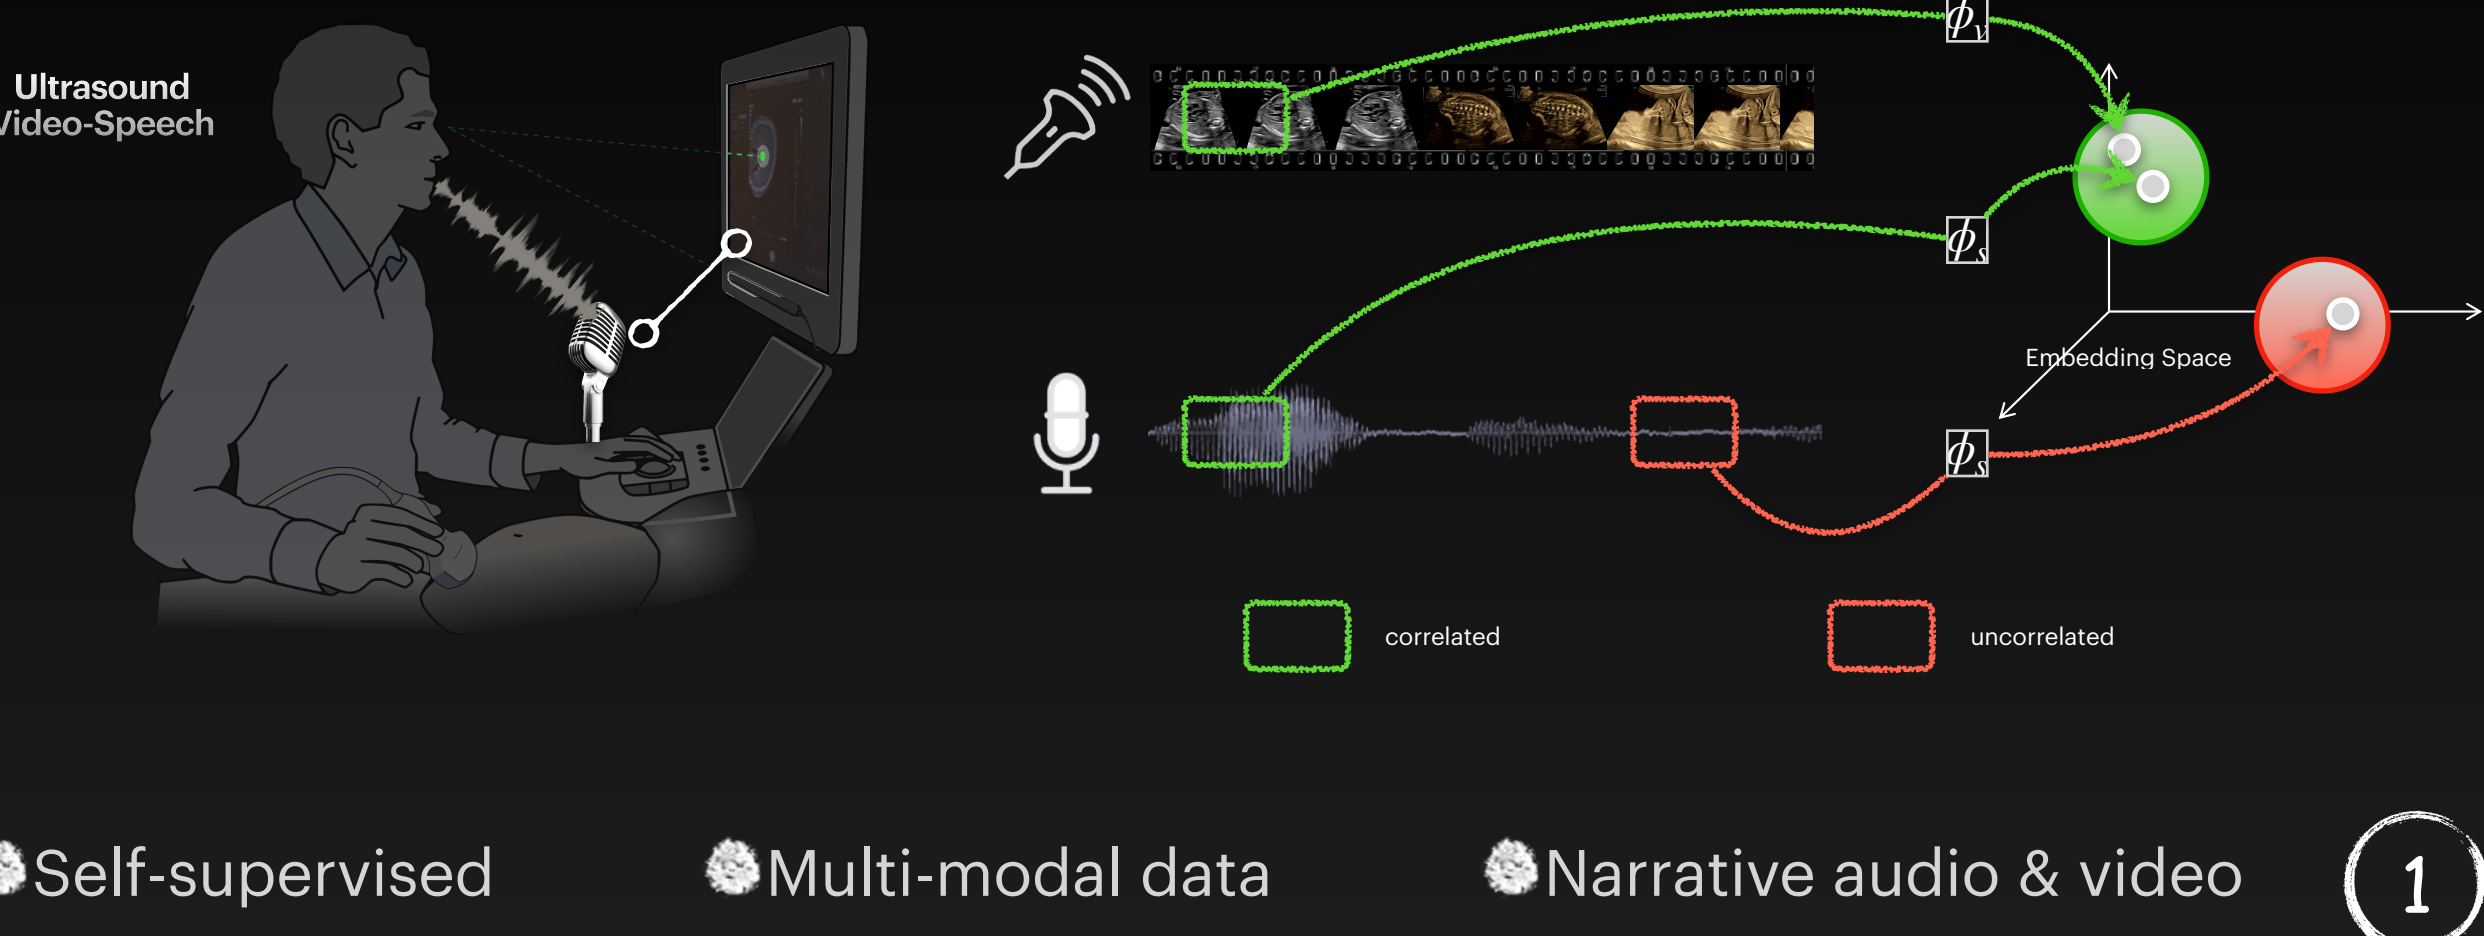 Ultrasound
Video-Speech
ϕv
ϕs
Embedding Space
ϕs
correlated
uncorrelated
Self-supervised
Multi-modal data
Narrative audio & video
1